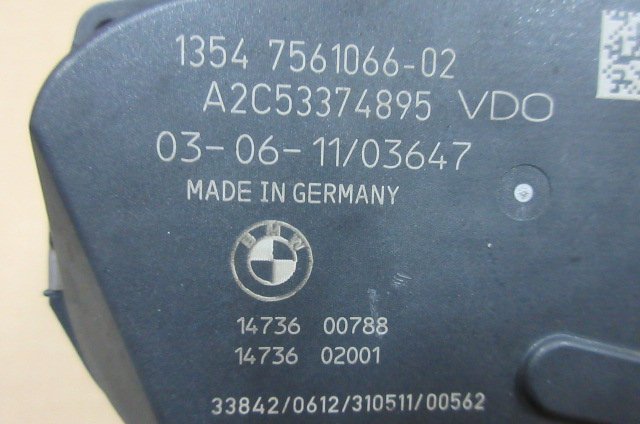 1354 7561066-02
A2C53374895 VDO
03-06-11/03647
MADE IN GERMANY
BMW
14736 00788
14736 02001
33842/0612/310511/00562